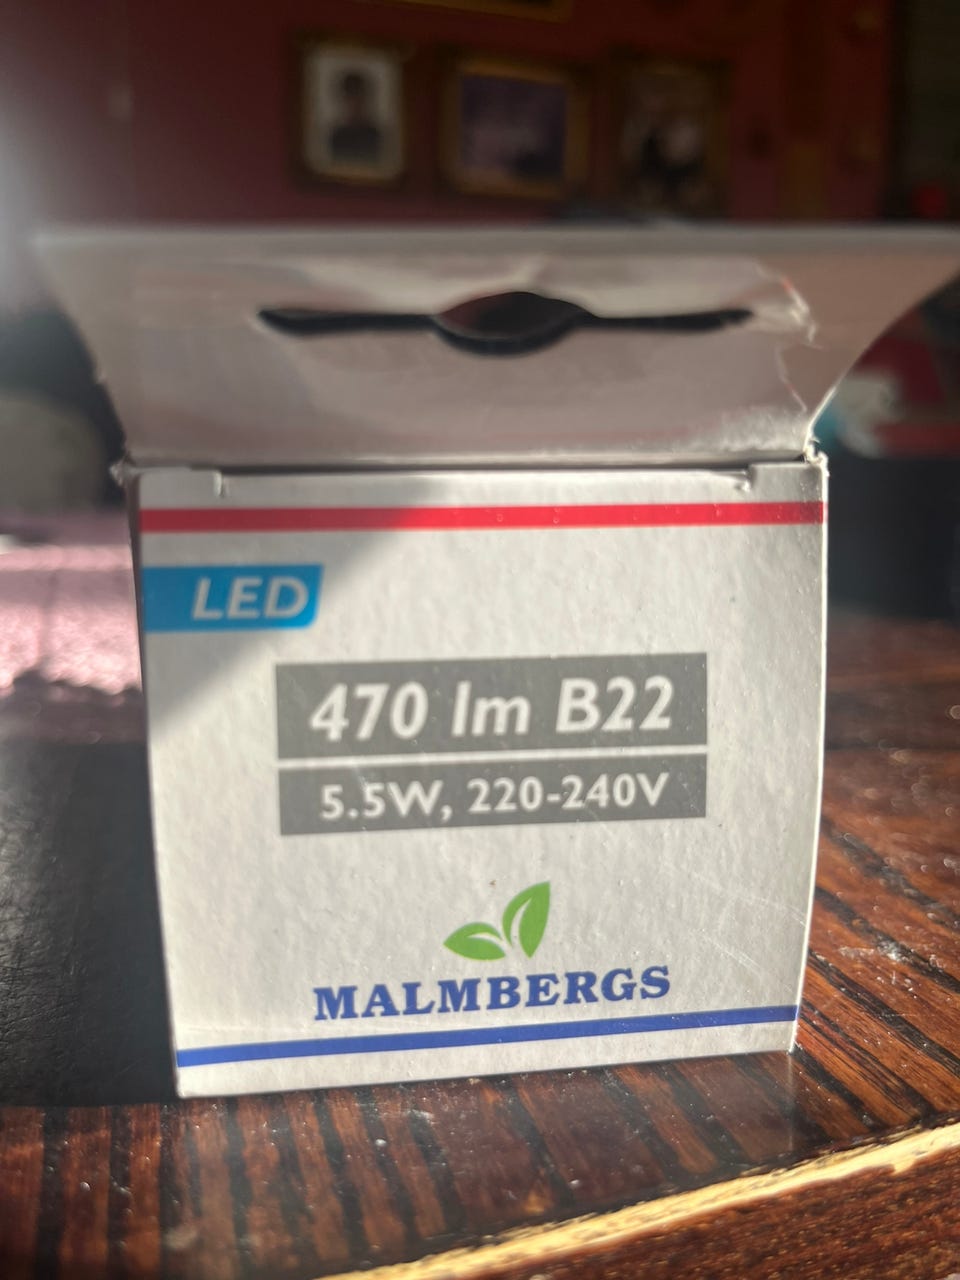 LED
470 lm B22
5.5W, 220-240V
MALMBERGS